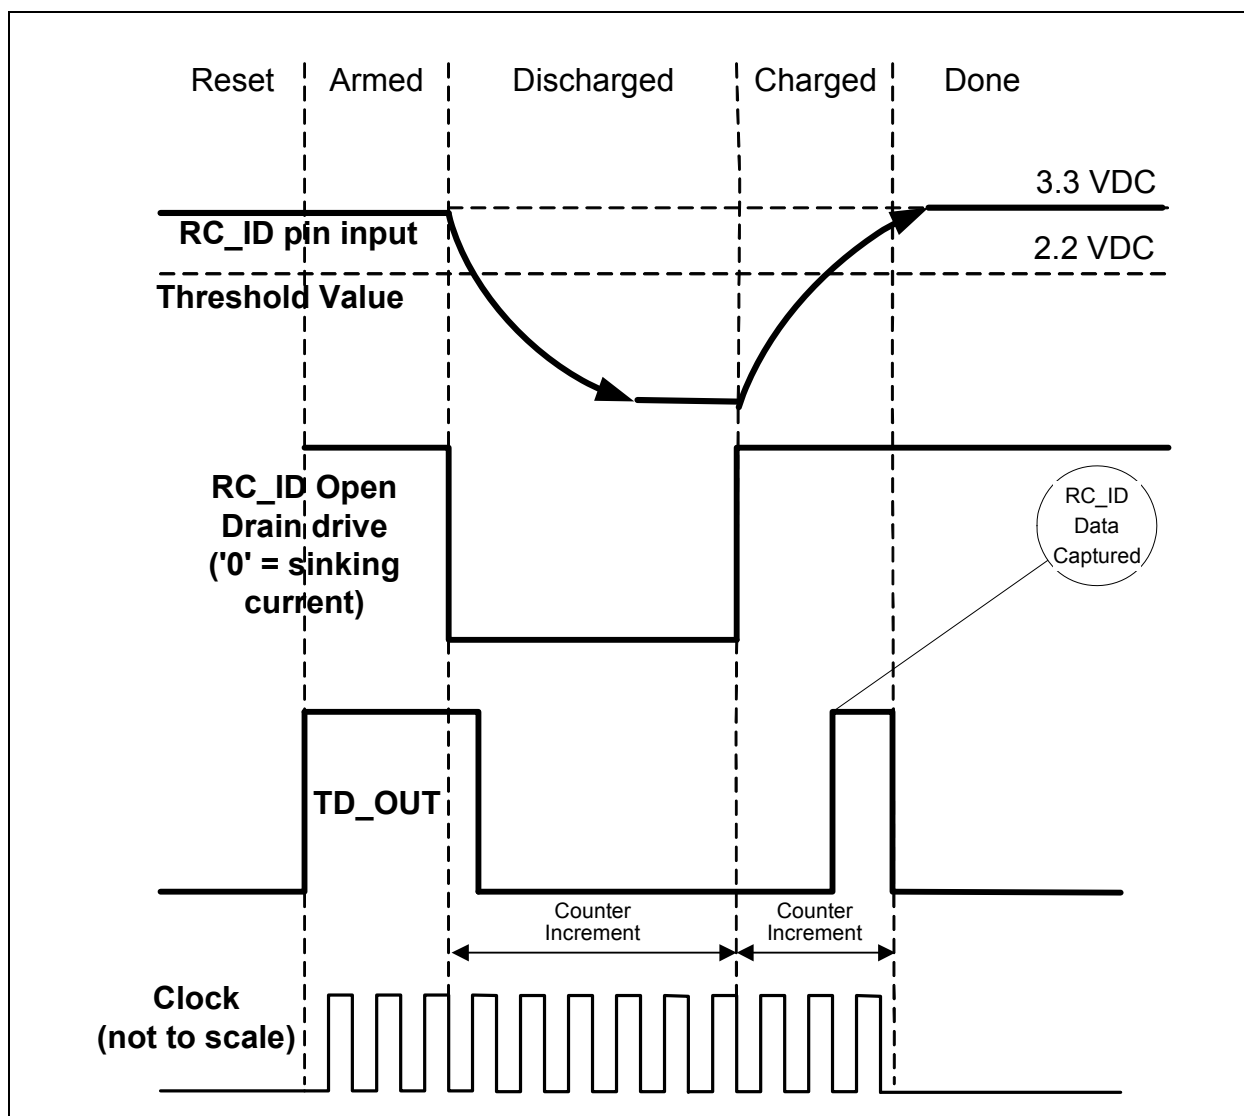 Reset Armed Discharged Charged Done
3.3 VDC
RC_ID pin input
2.2 VDC
Threshold Value
RC_ID Open
Drain drive
('0' = sinking
current)
RC_ID
Data
Captured
TD_OUT
Counter
Increment
Counter
Increment
Clock
(not to scale)